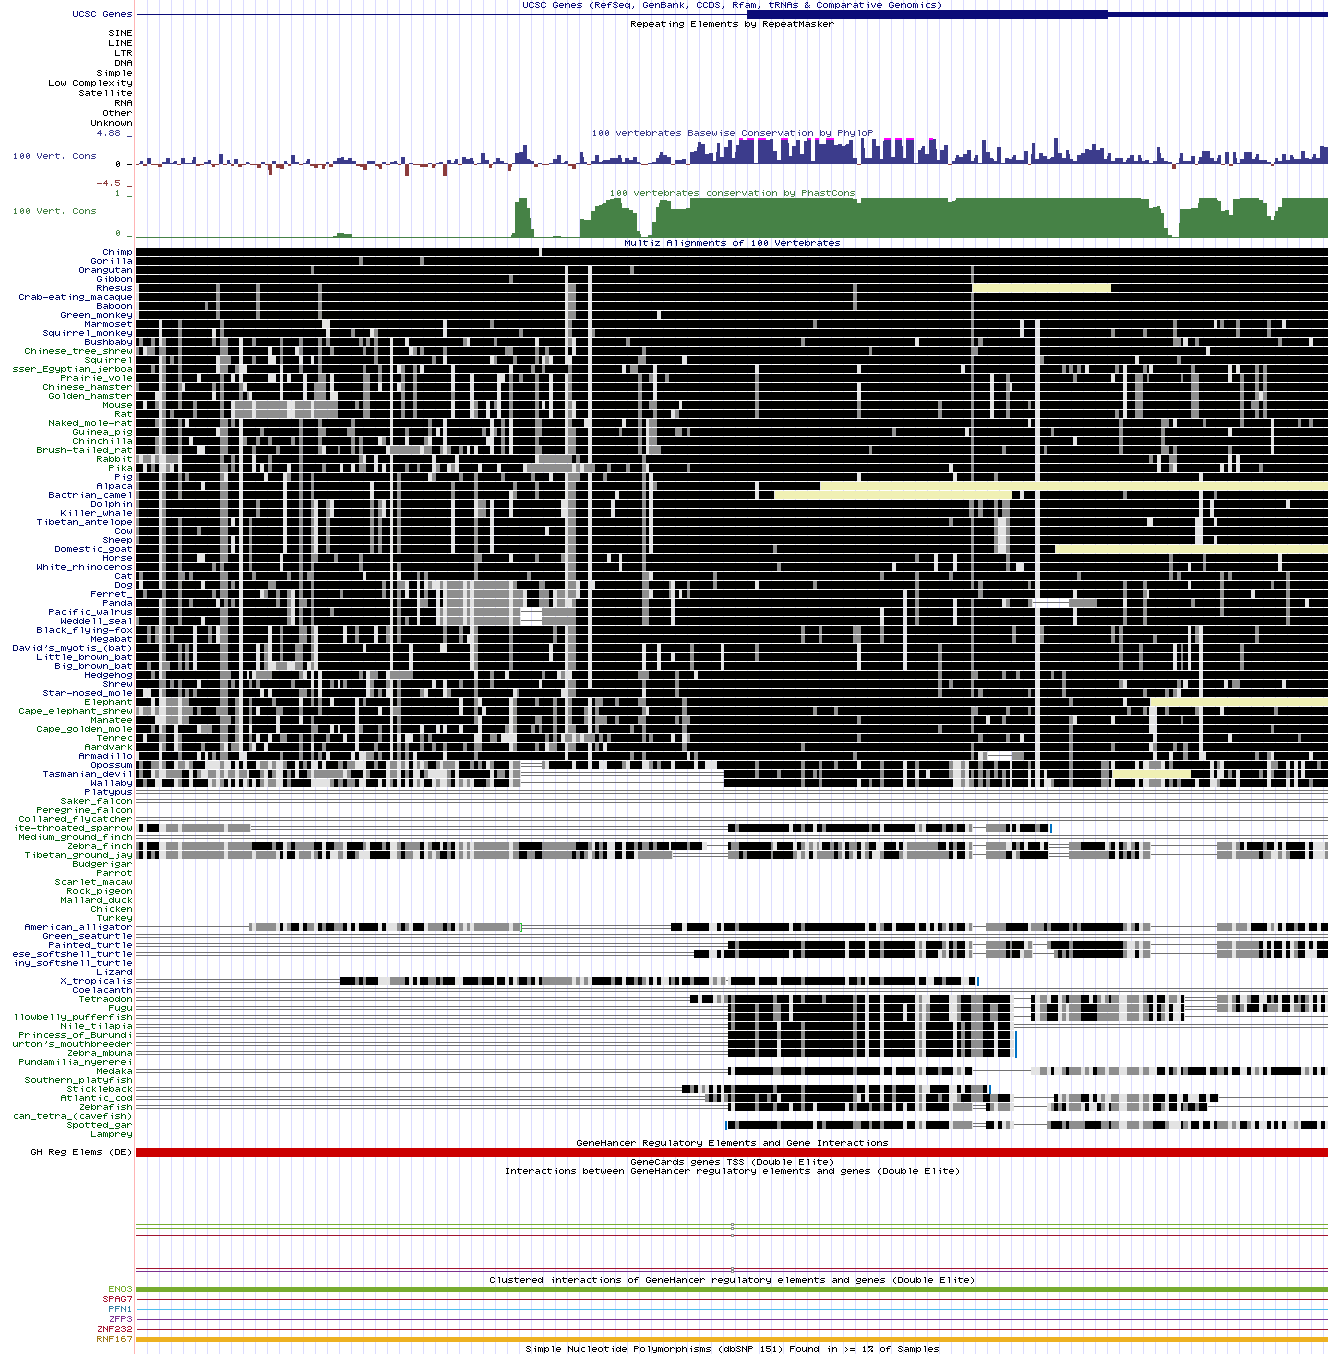 UCSC Genes (RefSeq, GenBank, CCDS, Rfam, tRNAs & Comparative Genomics)
UCSC Genes
Repeating Elements by RepeatMasker
SINE
LINE
LTR
DNA
Simple
Low Complexity
Satellite
RNA
Other
Unknown
100 vertebrates Basewise Conservation by PhyloP
4.88 _
100 Vert. Cons
0 _
-4.5 _
100 vertebrates conservation by PhastCons
1 _
100 Vert. Cons
0 _
Multiz Alignments of 100 Vertebrates
Chimp
Gorilla
Orangutan
Gibbon
Rhesus
Crab-eating_macaque
Baboon
Green_monkey
Marmoset
Squirrel_monkey
Bushbaby
Chinese_tree_shrew
Squirrel
sser_Egyptian_jerboa
Prairie_vole
Chinese_hamster
Golden_hamster
Mouse
Rat
Naked_mole-rat
Guinea_pig
Chinchilla
Brush-tailed_rat
Rabbit
Pika
Pig
Alpaca
Bactrian_camel
Dolphin
Killer_whale
Tibetan_antelope
Cow
Sheep
Domestic_goat
Horse
White_rhinoceros
Cat
Dog
Ferret_
Panda
Pacific_walrus
Weddell_seal
Black_flying-fox
Megabat
David's_myotis_(bat)
Little_brown_bat
Big_brown_bat
Hedgehog
Shrew
Star-nosed_mole
Elephant
Cape_elephant_shrew
Manatee
Cape_golden_mole
Tenrec
Aardvark
Armadillo
Opossum
Tasmanian_devil
Wallaby
Platypus
Saker_falcon
Peregrine_falcon
Collared_flycatcher
ite-throated_sparrow
Medium_ground_finch
Zebra_finch
Tibetan_ground_jay
Budgerigar
Parrot
Scarlet_macaw
Rock_pigeon
Mallard_duck
Chicken
Turkey
American_alligator
Green_seaturtle
Painted_turtle
ese_softshell_turtle
iny_softshell_turtle
Lizard
X_tropicalis
Coelacanth
Tetraodon
Fugu
llowbelly_pufferfish
Nile_tilapia
Princess_of_Burundi
urton's_mouthbreeder
Zebra_mbuna
Pundamilia_nyererei
Medaka
Southern_platyfish
Stickleback
Atlantic_cod
Zebrafish
can_tetra_(cavefish)
Spotted_gar
Lamprey
GeneHancer Regulatory Elements and Gene Interactions
GH Reg Elems (DE)
GeneCards genes TSS (Double Elite)
Interactions between GeneHancer regulatory elements and genes (Double Elite)
Clustered interactions of GeneHancer regulatory elements and genes (Double Elite)
ENO3
SPAG7
PFN1
ZFP3
ZNF232
RNF167
Simple Nucleotide Polymorphisms (dbSNP 151) Found in >= 1% of Samples